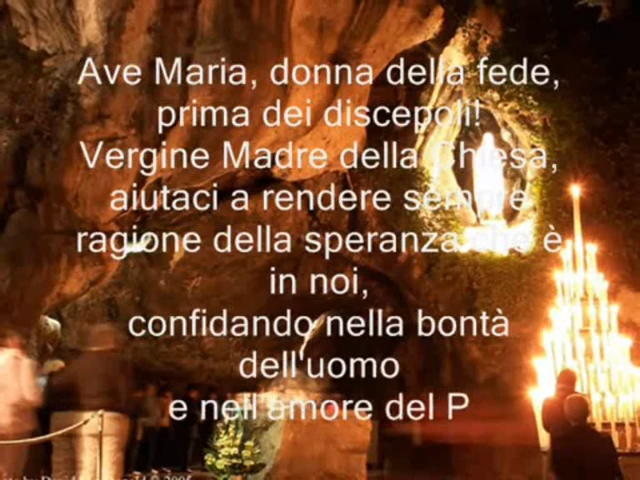 Ave Maria, donna della fede,
prima dei discepoli!
Vergine Madre della Chiesa,
aiutaci a rendere sempre
ragione della speranza che è
in noi,
confidando nella bontà
dell'uomo
e nell'amore del P